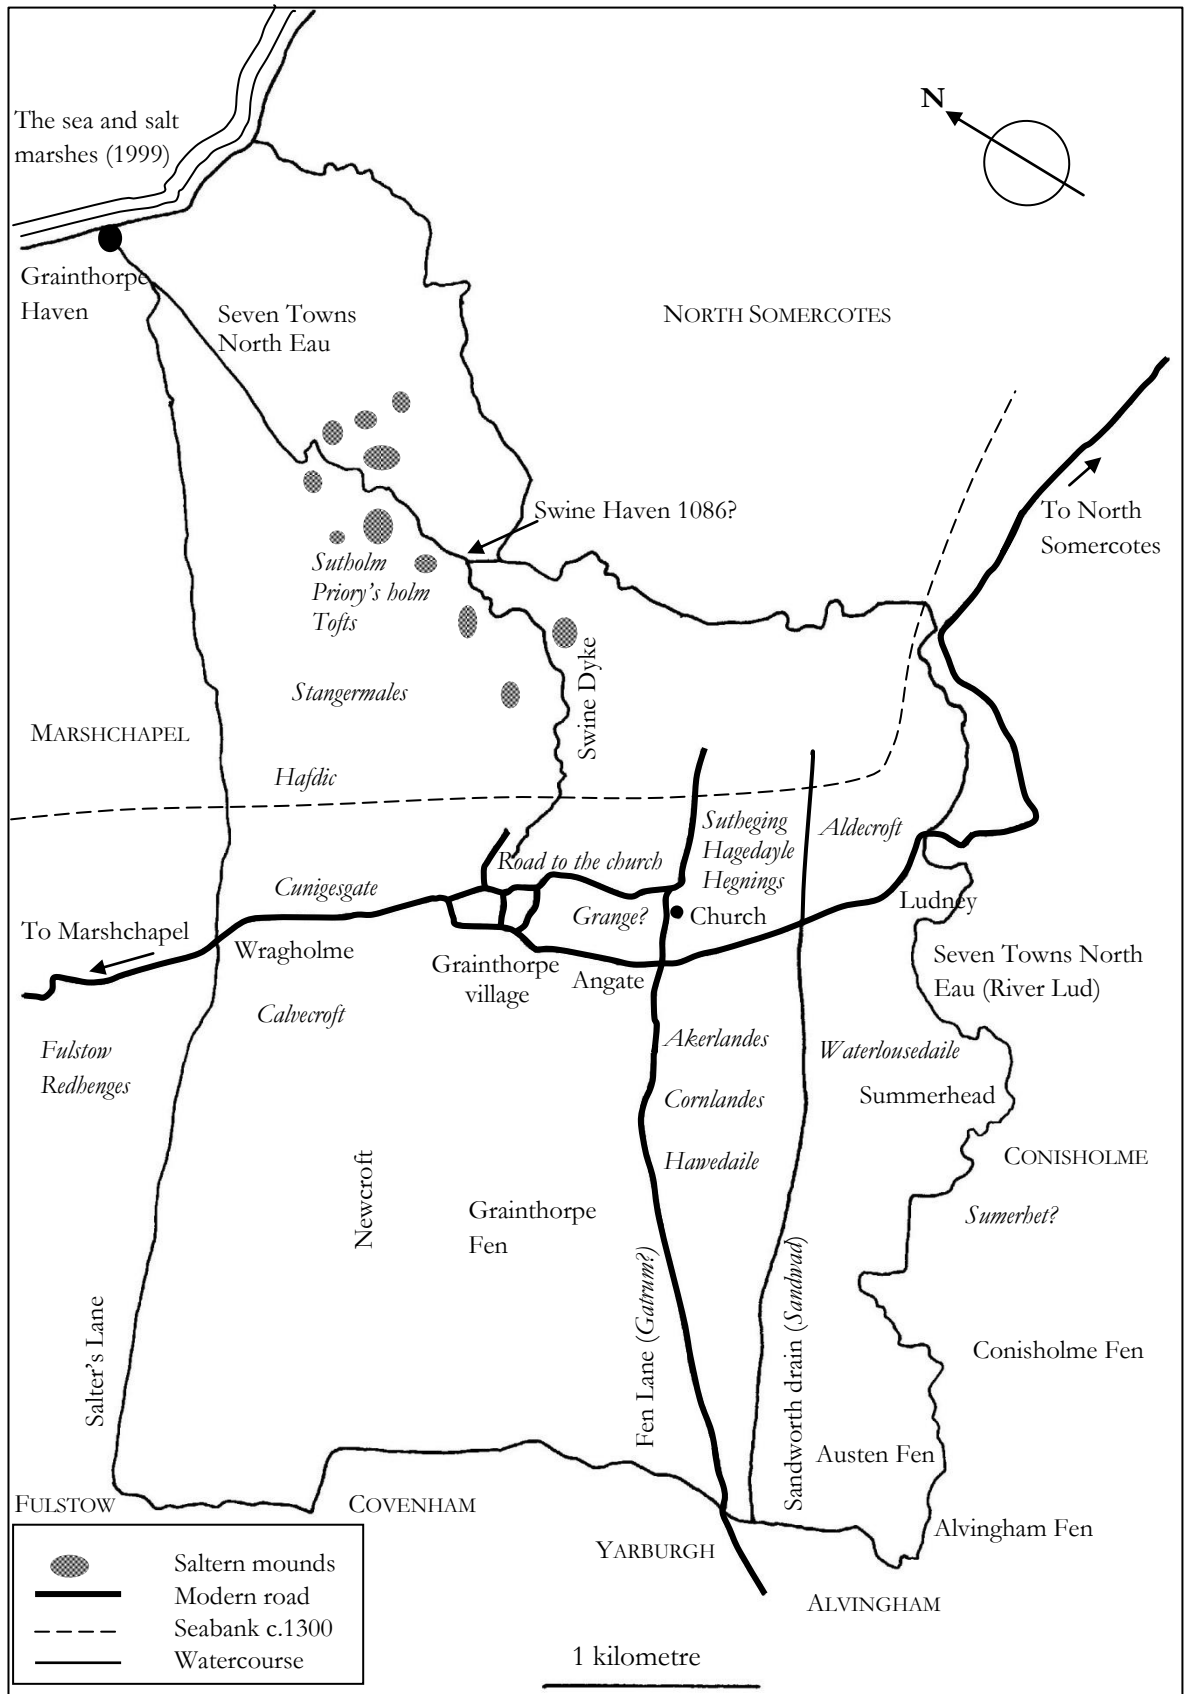 N
The sea and salt
marshes (1999)
Grainthorpe
Haven
Seven Towns
North Eau
NORTH SOMERCOTES
Swine Haven 1086?
To North
Somercotes
Sutholm
Priory's holm
Tofts
Swine Dyke
Stangermales
MARSHCHAPEL
Hafdic
Sutheging
Hagedayle
Hegnings
Aldecroft
Road to the church
Cunigesgate
Grange?
Church
Ludney
To Marshchapel
Wragholme
Grainthorpe
village
Angate
Seven Towns North
Eau (River Lud)
Calvecroft
Fulstow
Redhenges
Akerlandes
Waterlousedaile
Summerhead
Cornlandes
Hawedaile
CONISHOLME
Newcroft
Grainthorpe
Fen
Sumerhet?
Salter's Lane
Fen Lane (Gatrum?)
Sandworth drain (Sandwad)
Conisholme Fen
Austen Fen
FULSTOW
COVENHAM
Alvingham Fen
YARBURGH
ALVINGHAM
Saltern mounds
Modern road
Seabank c.1300
Watercourse
1 kilometre